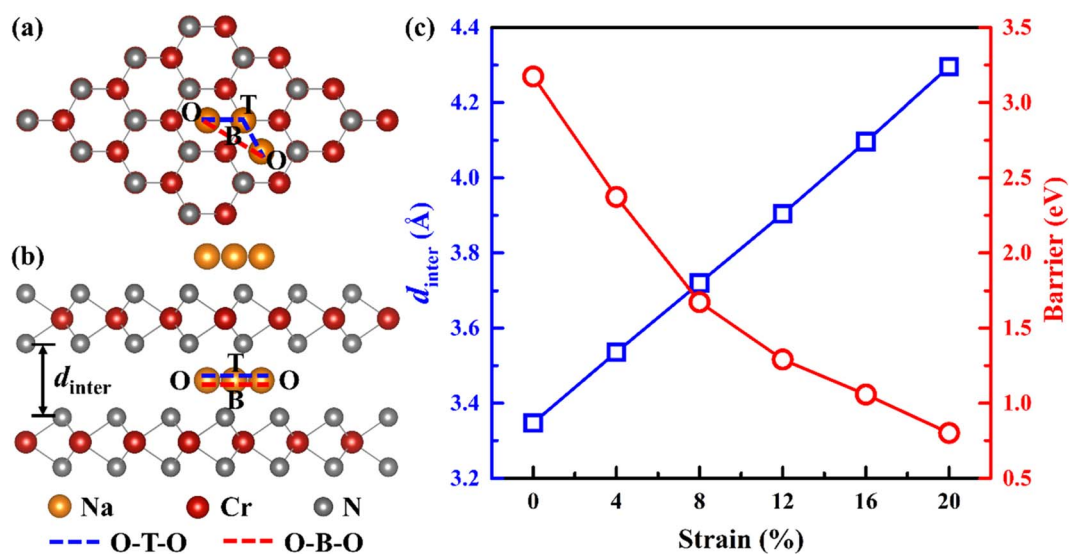 (a)
O T
B
O
(b)
T
O O
B
d inter
Na Cr N
O-T-O O-B-O
(c)
4.4
4.2
4.0
3.8
3.6
3.4
3.2
d inter (Å)
3.5
3.0
2.5
2.0
1.5
1.0
0.5
Barrier (eV)
0 4 8 12 16 20
Strain (%)